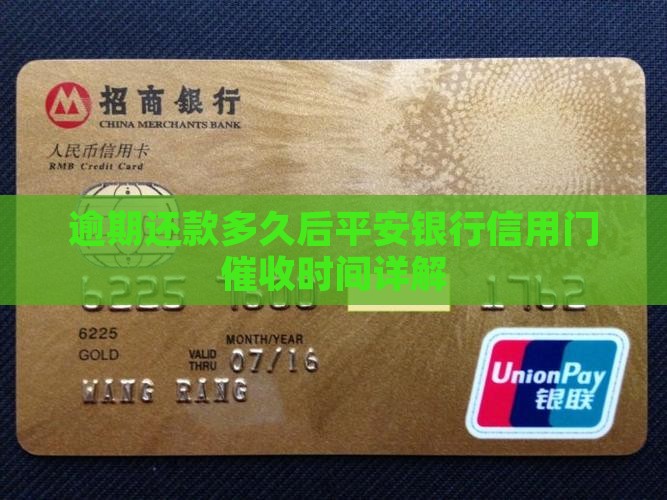 招商银行
CHINA MERCHANTS BANK
人民币信用卡
RMB Credit Card
逾期还款多久后平安银行信用门
催收时间详解
6225 1762
6225
MONTH/YEAR
GOLD VALID THRU 07/16
WANG RANG
UnionPay
银联